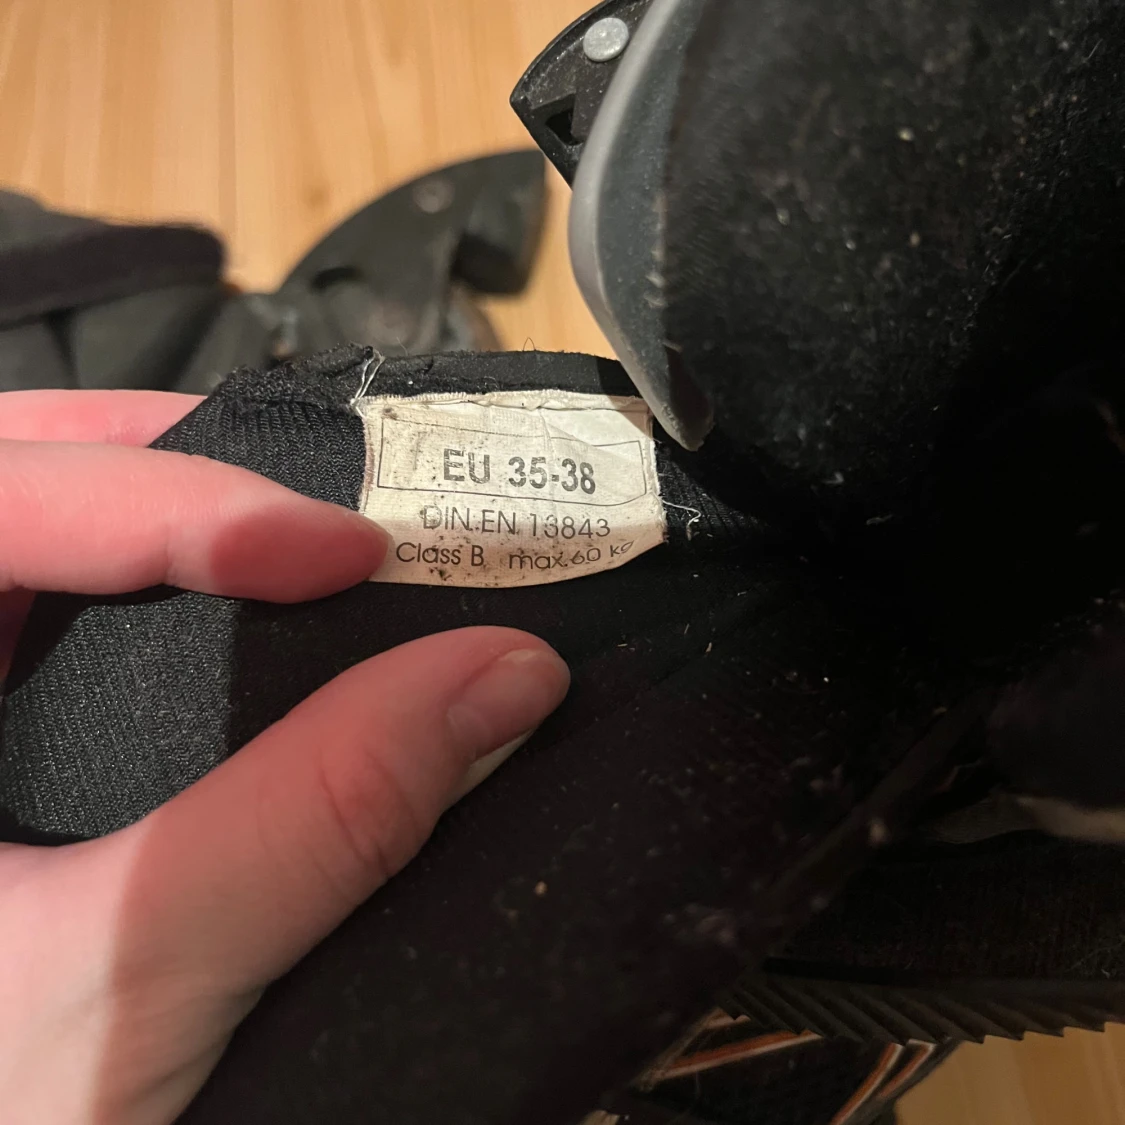 EU 35-38
DIN.EN.13843
Class B max.60 kg